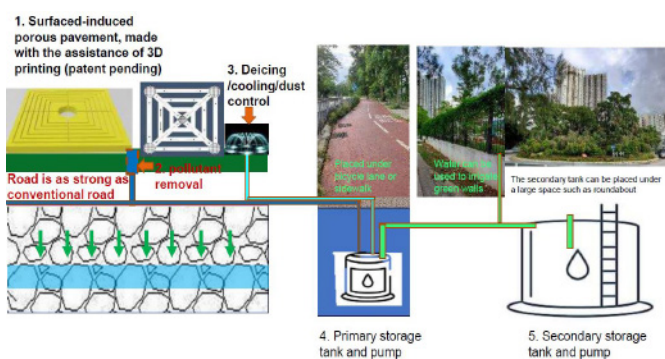 1. Surfaced-induced
porous pavement, made
with the assistance of 3D
printing (patent pending)
3. Deicing
/cooling/dust
control
2. pollutant
removal
Road is as strong as
conventional road
Placed under
bicycle lane or
sidewalk
Water can be
used to irrigate
green walls
The secondary tank can be placed under
a large space such as roundabout
4. Primary storage
tank and pump
5. Secondary storage
tank and pump